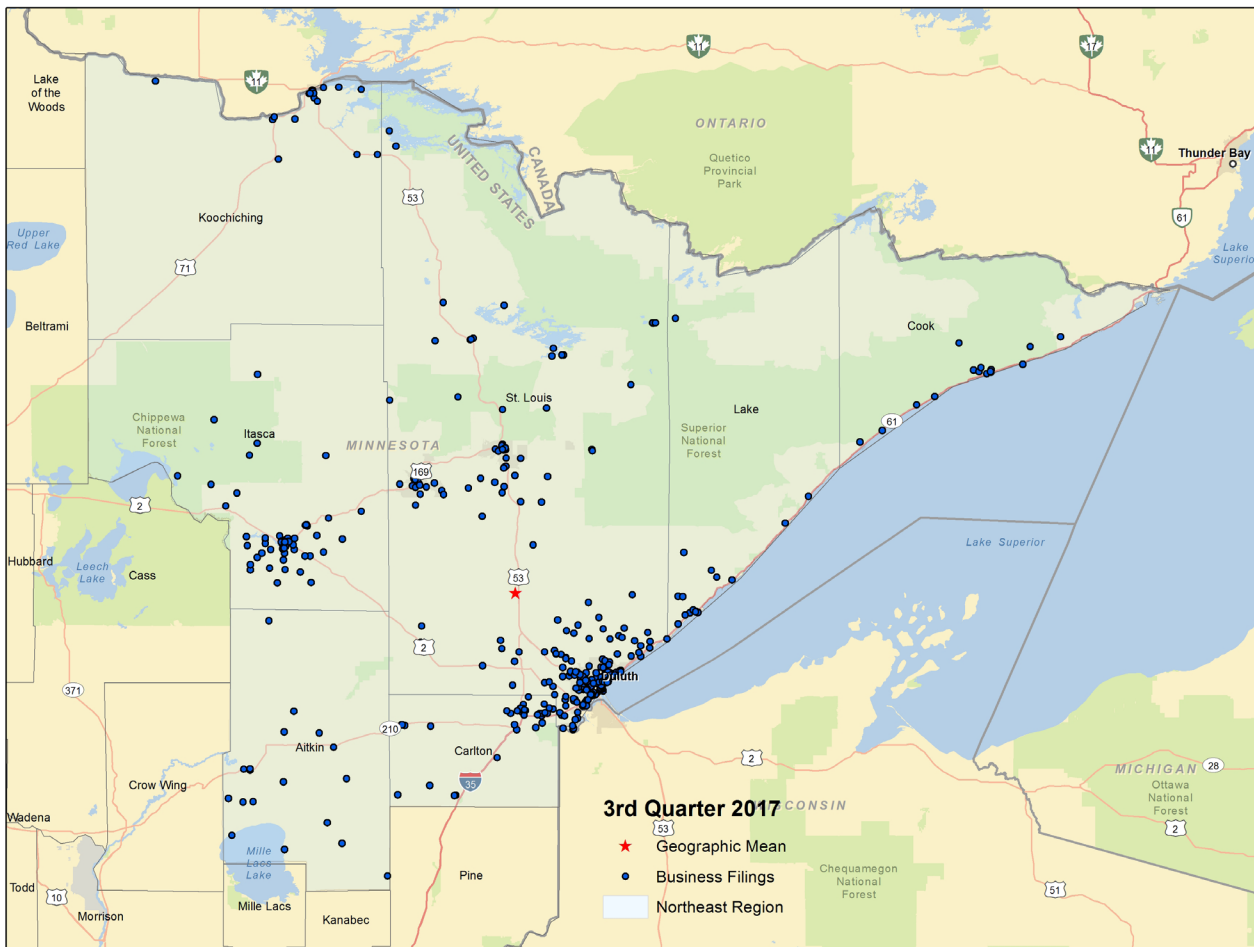 11
17
Lake
of the
Woods
11
ONTARIO
Quetico
Provincial
Park
11
Thunder Bay
UNITED STATES
CANADA
53
Koochiching
61
Upper
Red Lake
71
Lake
Superior
Beltrami
Cook
St. Louis
Lake
Chippewa
National
Forest
Itasca
MINNESOTA
Superior
National
Forest
61
169
2
Lake Superior
Hubbard
Leech
Lake
Cass
53
2
Duluth
371
210
Aitkin
Carlton
2
28
MICHIGAN
Ottawa
National
Forest
Crow Wing
35
3rd Quarter 2017
WISCONSIN
Wadena
53
2
Geographic Mean
Mille
Lacs
Lake
Business Filings
Chequamegon
National
Forest
Todd
10
Pine
51
Northeast Region
Mille Lacs
Morrison
Kanabec